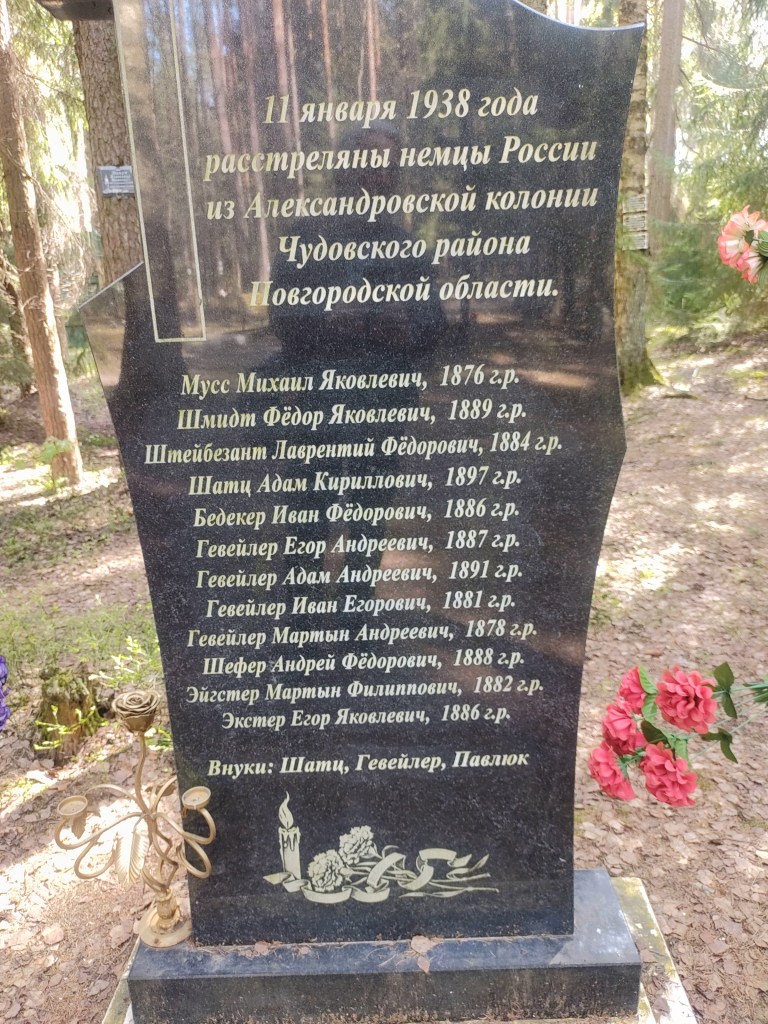 11 января 1938 года
расстреляны немцы России
из Александровской колонии
Чудовского района
Новгородской области.
Мусс Михаил Яковлевич, 1876 г.р.
Шмидт Фёдор Яковлевич, 1889 г.р.
Штейбезант Лаврентий Фёдорович, 1884 г.р.
Шатц Адам Кириллович, 1897 г.р.
Бедекер Иван Фёдорович, 1886 г.р.
Гевейлер Егор Андреевич, 1887 г.р.
Гевейлер Адам Андреевич, 1891 г.р.
Гевейлер Иван Егорович, 1881 г.р.
Гевейлер Мартын Андреевич, 1878 г.р.
Шефер Андрей Фёдорович, 1888 г.р.
Эйгстер Мартын Филиппович, 1882 г.р.
Экстер Егор Яковлевич, 1886 г.р.
Внуки: Шатц, Гевейлер, Павлюк